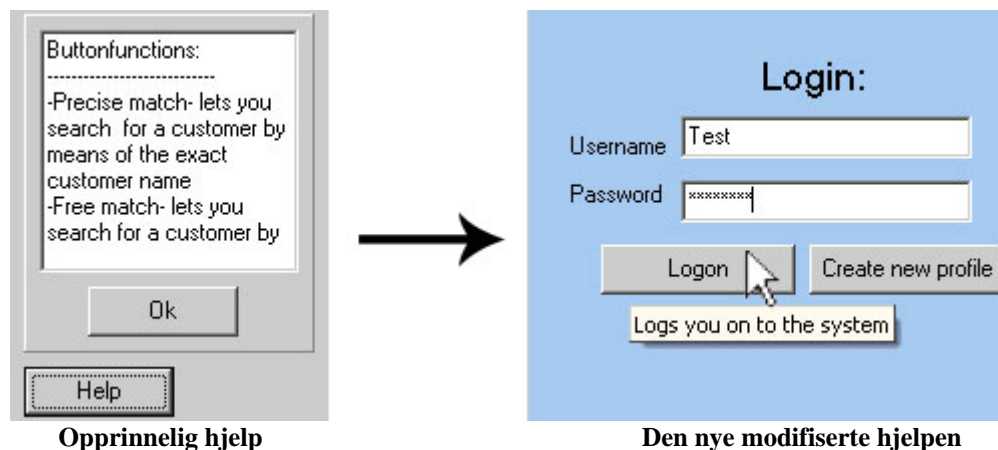 Buttonfunctions:
----------------------------
-Precise match- lets you
search  for a customer by
means of the exact
customer name
-Free match- lets you
search for a customer by
Ok
Help
Opprinnelig hjelp
Login:
Username Test
Password ********
Logon Create new profile
Logs you on to the system
Den nye modifiserte hjelpen